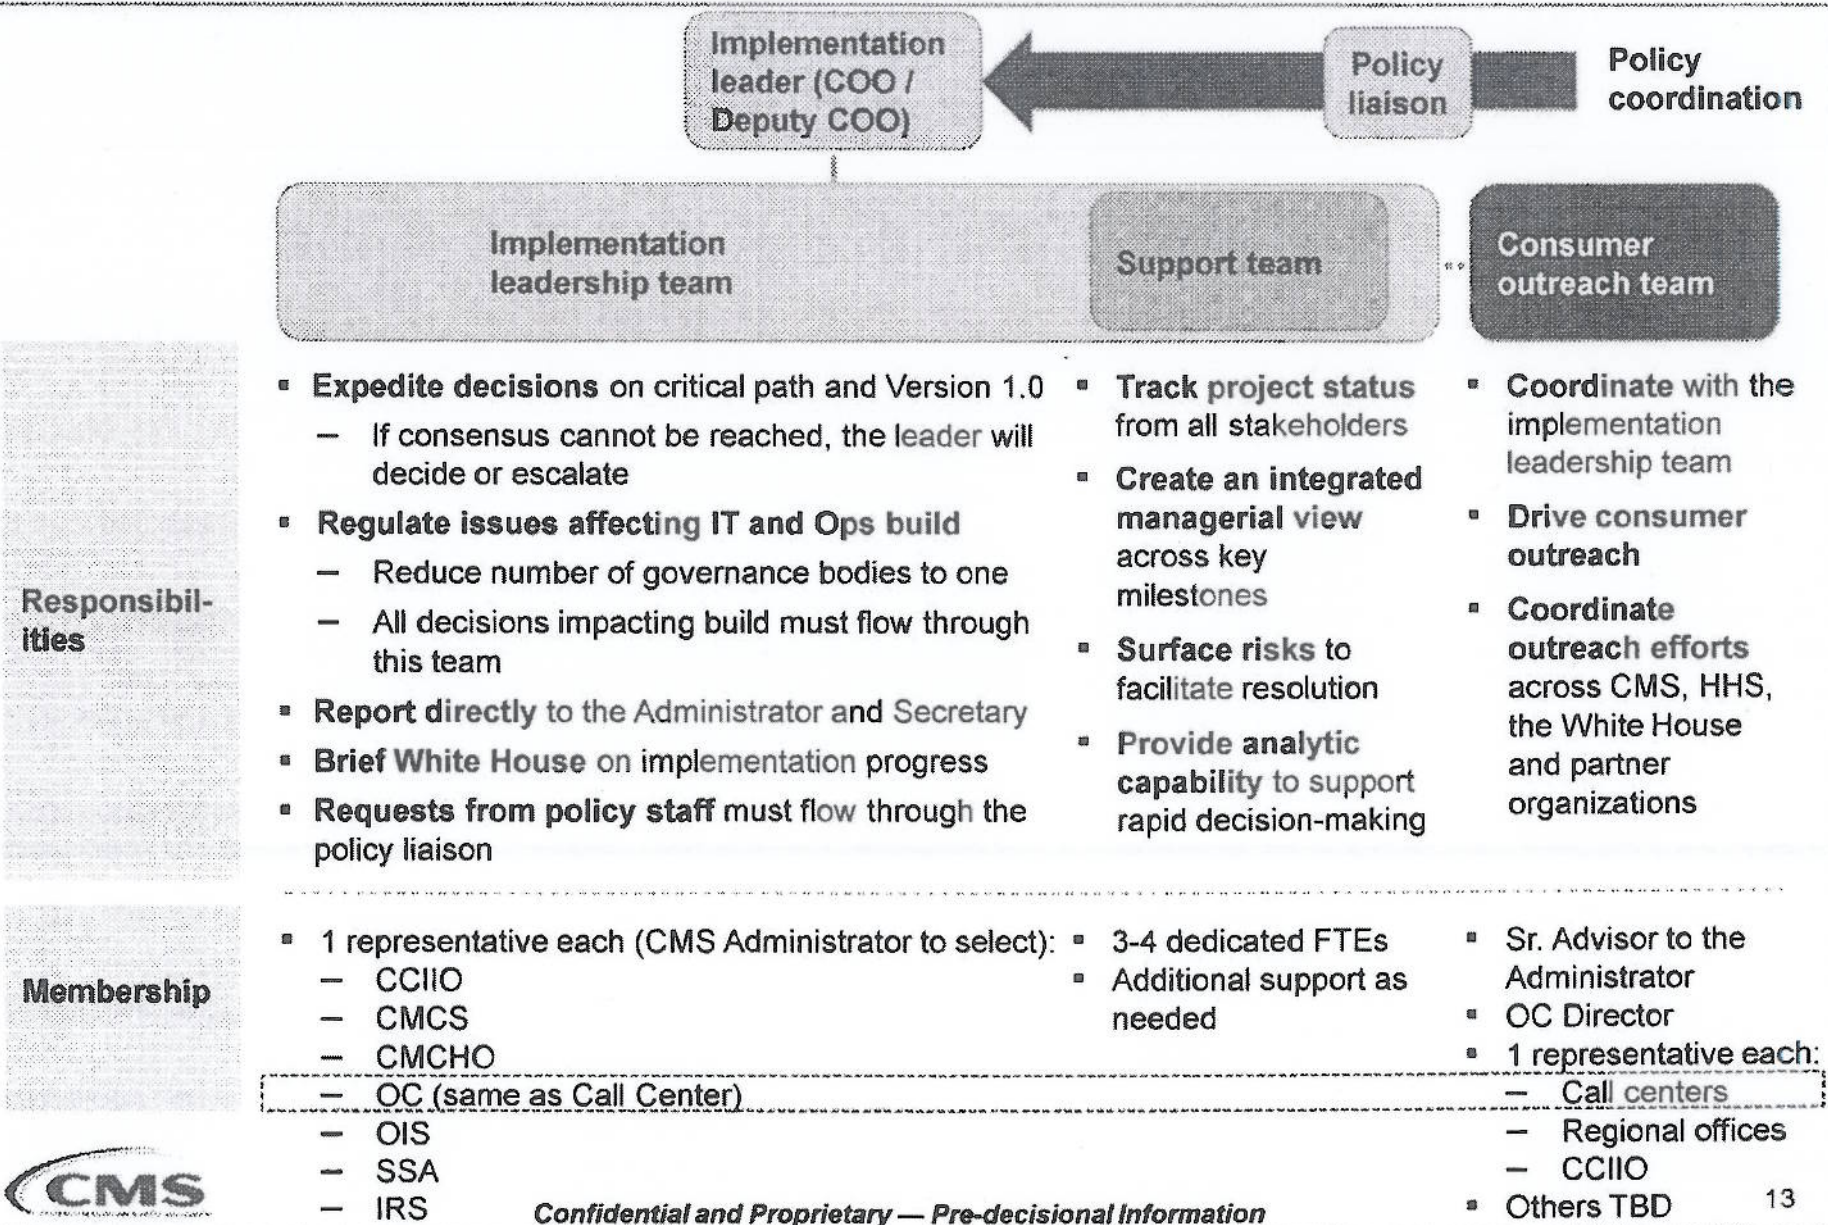 Implementation
leader (COO /
Deputy COO)
Policy
liaison
Policy
coordination
Implementation
leadership team
Support team
Consumer
outreach team
Responsibil-
ities
▪ Expedite decisions on critical path and Version 1.0
– If consensus cannot be reached, the leader will
decide or escalate
▪ Regulate issues affecting IT and Ops build
– Reduce number of governance bodies to one
– All decisions impacting build must flow through
this team
▪ Report directly to the Administrator and Secretary
▪ Brief White House on implementation progress
▪ Requests from policy staff must flow through the
policy liaison
▪ Track project status
from all stakeholders
▪ Create an integrated
managerial view
across key
milestones
▪ Surface risks to
facilitate resolution
▪ Provide analytic
capability to support
rapid decision-making
▪ Coordinate with the
implementation
leadership team
▪ Drive consumer
outreach
▪ Coordinate
outreach efforts
across CMS, HHS,
the White House
and partner
organizations
Membership
▪ 1 representative each (CMS Administrator to select):
– CCIIO
– CMCS
– CMCHO
– OC (same as Call Center)
– OIS
– SSA
– IRS
▪ 3-4 dedicated FTEs
▪ Additional support as
needed
▪ Sr. Advisor to the
Administrator
▪ OC Director
▪ 1 representative each:
– Call centers
– Regional offices
– CCIIO
▪ Others TBD
CMS
Confidential and Proprietary — Pre-decisional Information
13